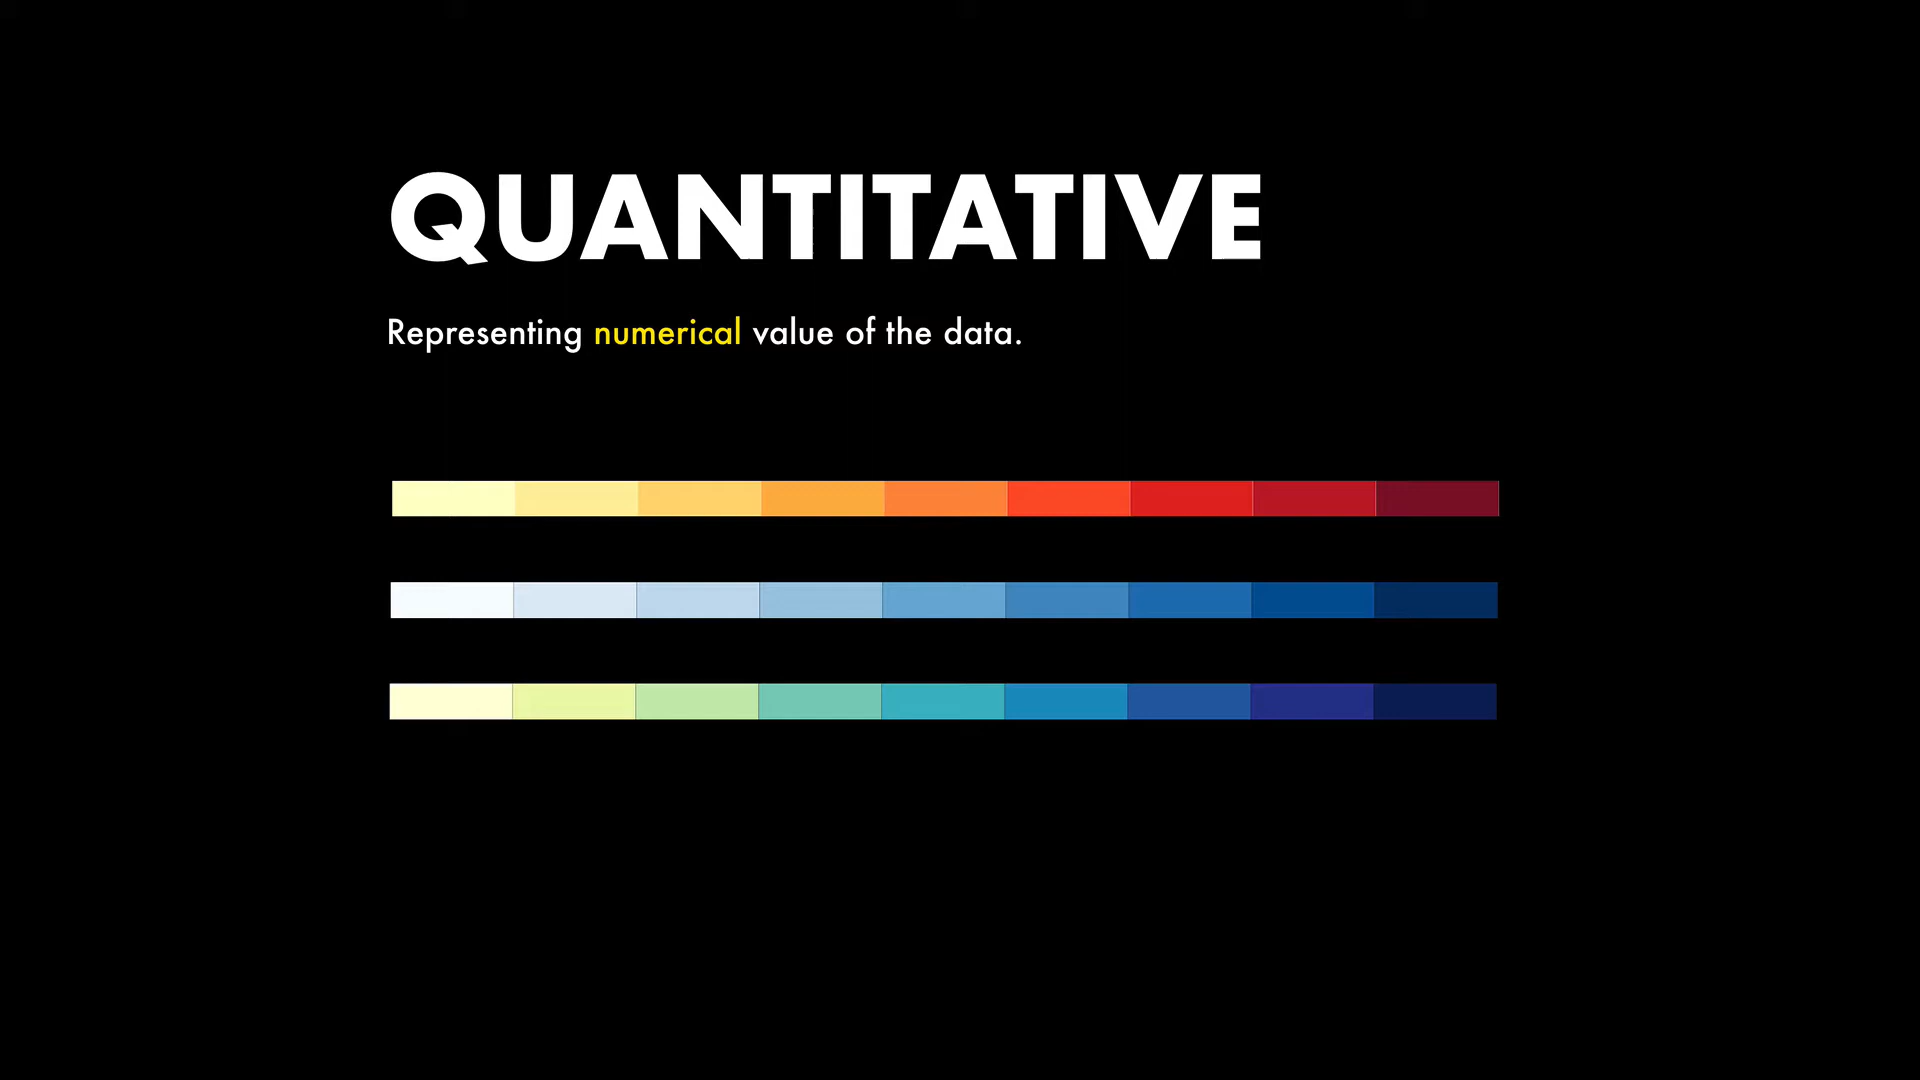 QUANTITATIVE
Representing numerical value of the data.